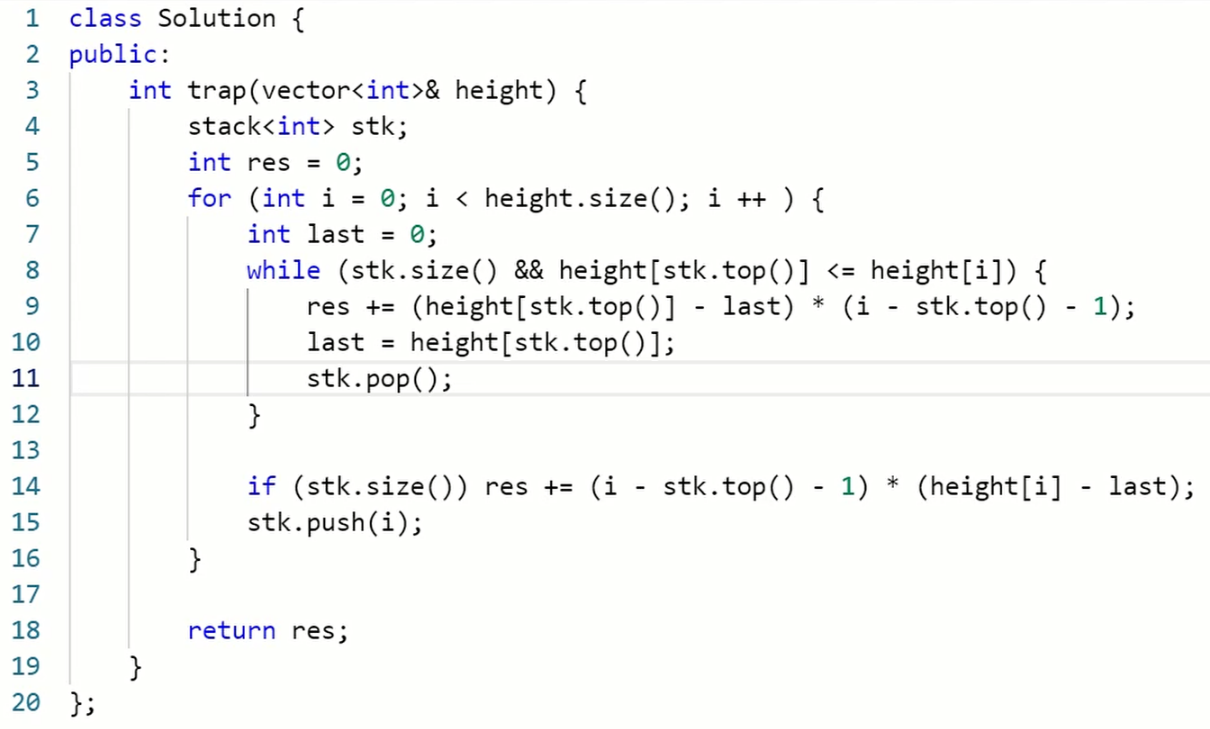 1 class Solution {
2 public:
3     int trap(vector<int>& height) {
4         stack<int> stk;
5         int res = 0;
6         for (int i = 0; i < height.size(); i ++ ) {
7             int last = 0;
8             while (stk.size() && height[stk.top()] <= height[i]) {
9                 res += (height[stk.top()] - last) * (i - stk.top() - 1);
10                 last = height[stk.top()];
11                 stk.pop();
12             }
13
14             if (stk.size()) res += (i - stk.top() - 1) * (height[i] - last);
15             stk.push(i);
16         }
17
18         return res;
19     }
20 };